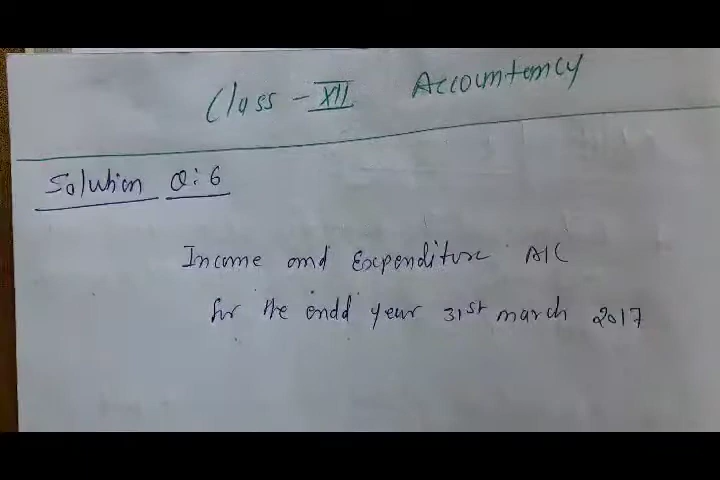 Class - XII Accountancy
Solution Q:6
Income and Expenditure A/C
for the endd year 31st march 2017